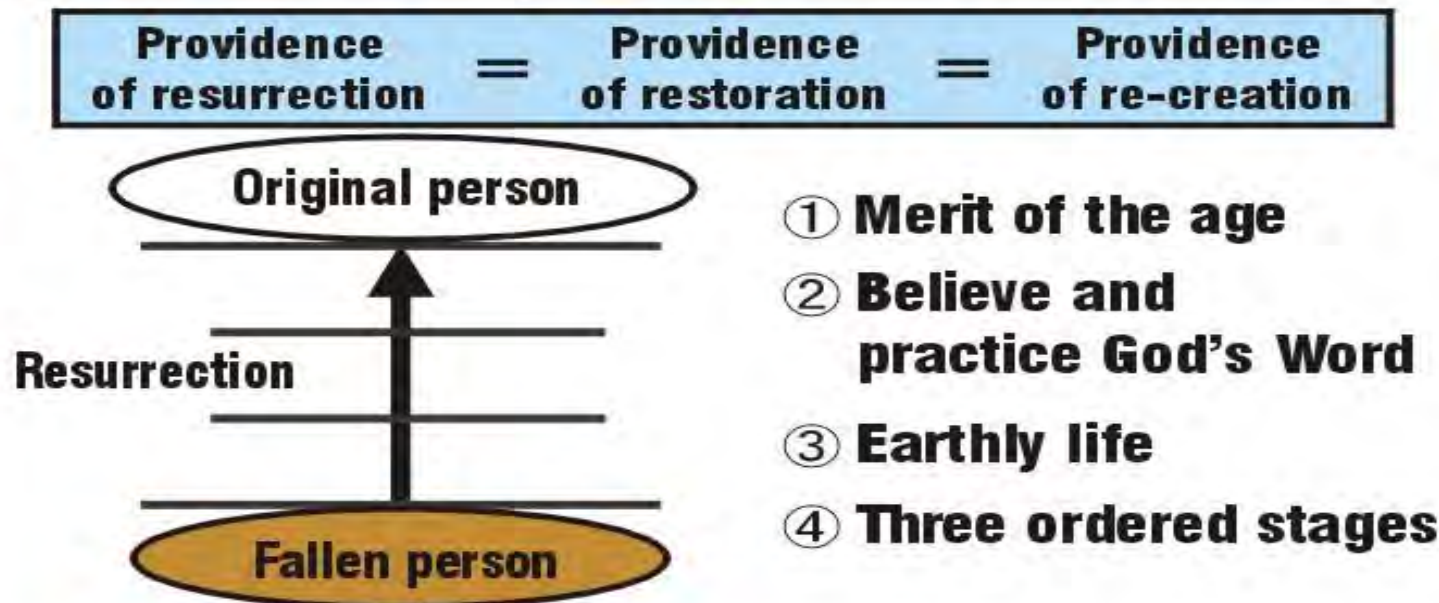 Providence = Providence = Providence
of resurrection of restoration of re-creation
Original person
Resurrection
Fallen person
① Merit of the age
② Believe and
practice God's Word
③ Earthly life
④ Three ordered stages